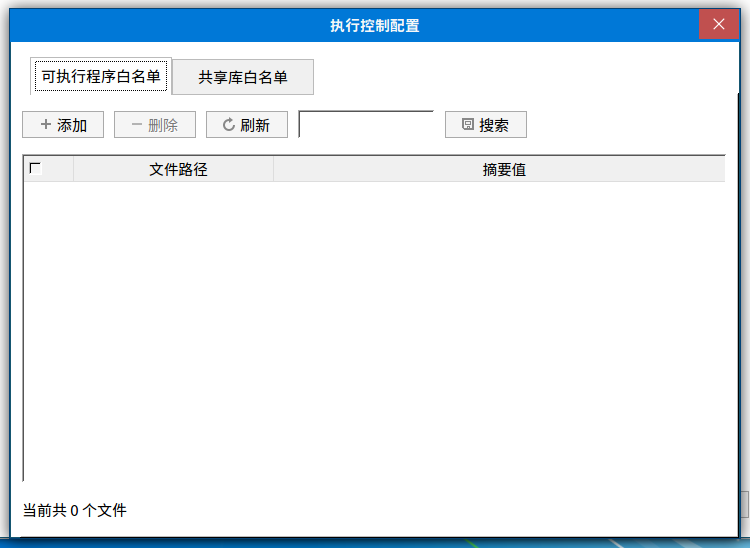 执行控制配置
可执行程序白名单 共享库白名单
添加 删除 刷新 搜索
文件路径 摘要值
当前共 0 个文件